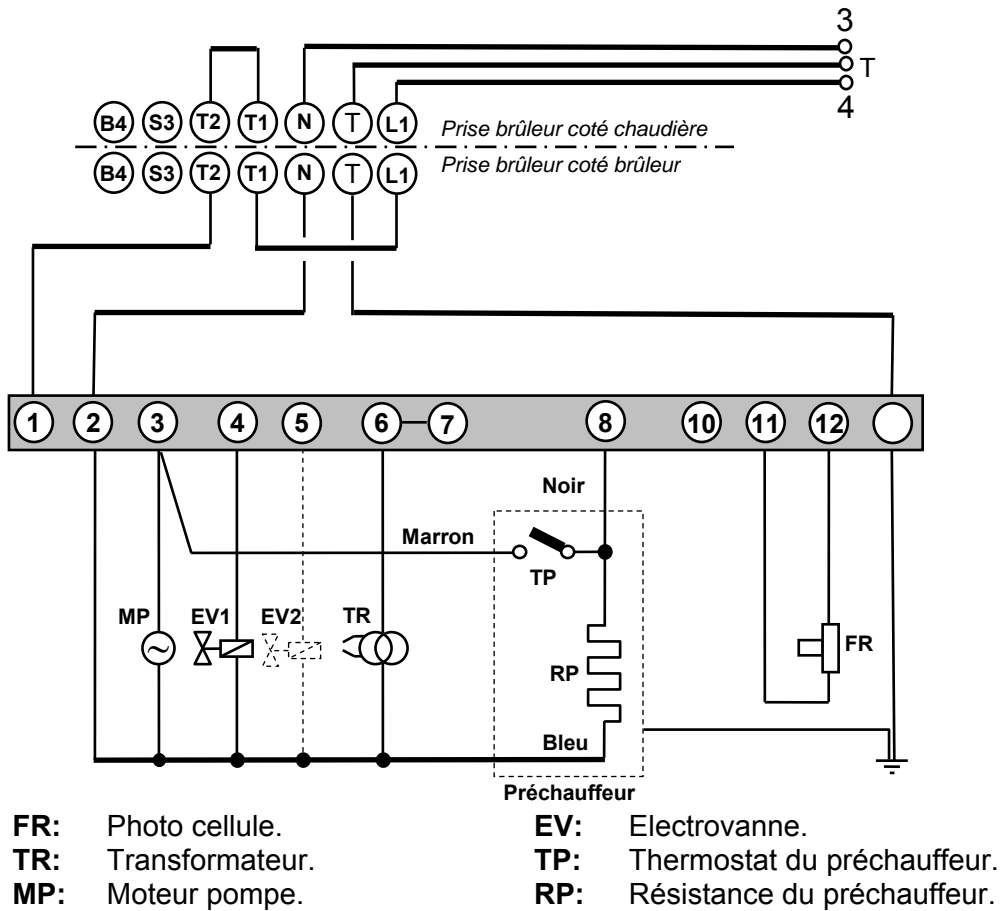 3
T
4
B4 S3 T2 T1 N T L1 Prise brûleur coté chaudière
B4 S3 T2 T1 N T L1 Prise brûleur coté brûleur
1 2 3 4 5 6 7 8 10 11 12
Noir
Marron
TP
MP EV1 EV2 TR FR
RP
Bleu
Préchauffeur
FR: Photo cellule. EV: Electrovanne.
TR: Transformateur. TP: Thermostat du préchauffeur.
MP: Moteur pompe. RP: Résistance du préchauffeur.